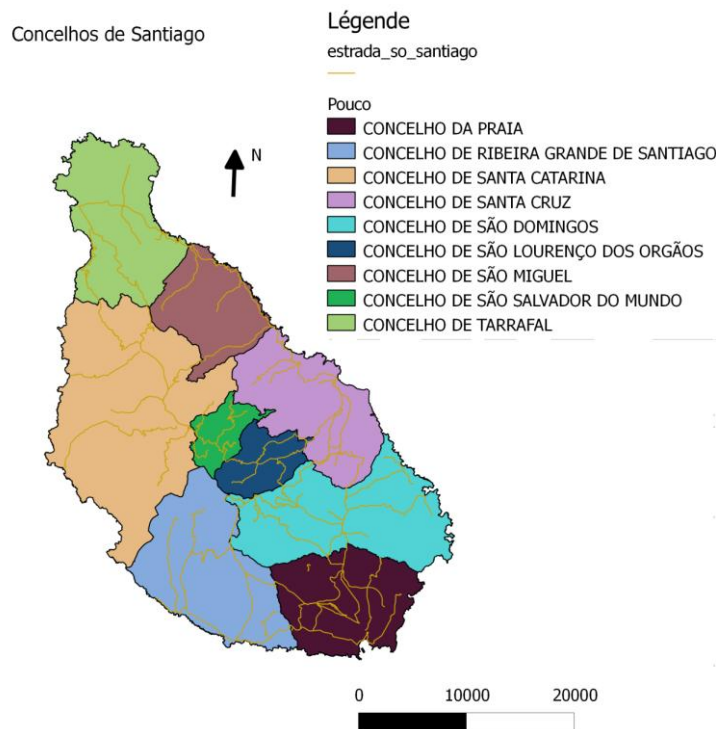 Concelhos de Santiago
Légende
estrada_so_santiago
Pouco
CONCELHO DA PRAIA
CONCELHO DE RIBEIRA GRANDE DE SANTIAGO
CONCELHO DE SANTA CATARINA
CONCELHO DE SANTA CRUZ
CONCELHO DE SÃO DOMINGOS
CONCELHO DE SÃO LOURENÇO DOS ORGÃOS
CONCELHO DE SÃO MIGUEL
CONCELHO DE SÃO SALVADOR DO MUNDO
CONCELHO DE TARRAFAL
N
0 10000 20000